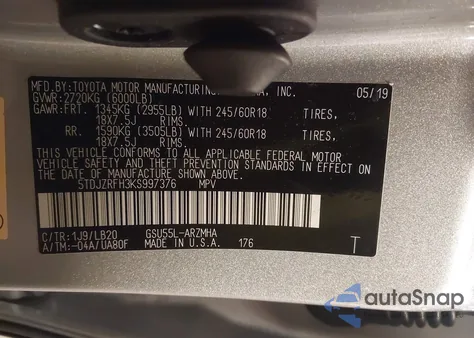 MFD.BY:TOYOTA MOTOR MANUFACTURING, INC. 05/19
GVWR:2720KG (6000LB)
GAWR:FRT. 1345KG (2955LB) WITH 245/60R18 TIRES,
18X7.5J RIMS,
RR. 1590KG (3505LB) WITH 245/60R18 TIRES,
18X7.5J RIMS,
THIS VEHICLE CONFORMS TO ALL APPLICABLE FEDERAL MOTOR
VEHICLE SAFETY AND THEFT PREVENTION STANDARDS IN EFFECT ON
THE DATE OF MANUFACTURE SHOWN ABOVE.
5TDJZRFH3KS997376 MPV
C/TR:1J9/LB20 GSU55L-ARZMHA
A/TM:-04A/UA80F MADE IN U.S.A. 176 T
autoSnap